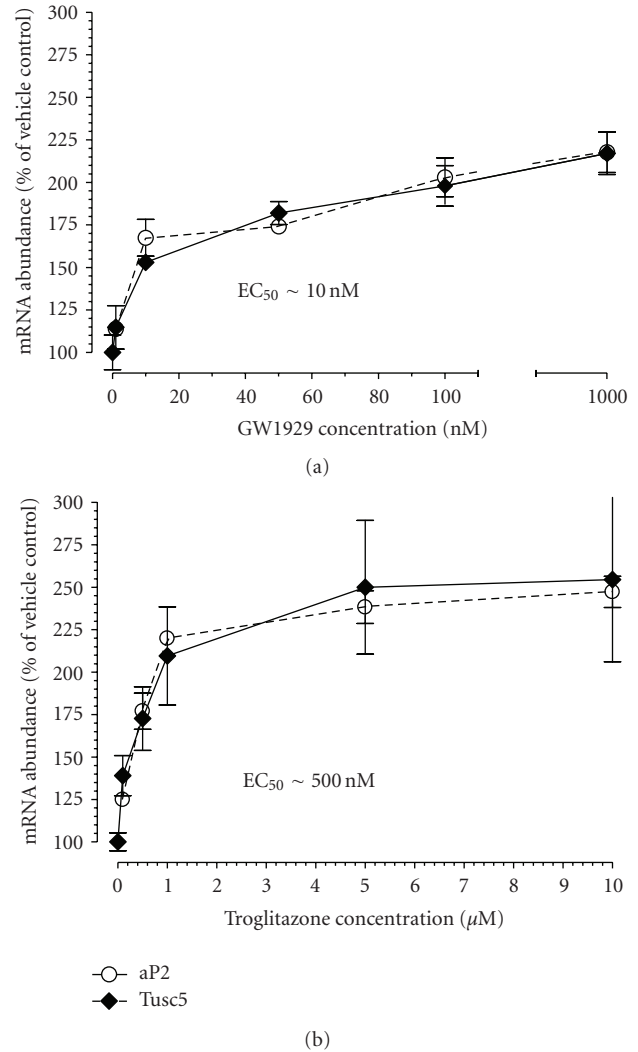 300
275
250
225
200
175
150
125
100
mRNA abundance (% of vehicle control)
EC50 ~ 10 nM
0 20 40 60 80 100 1000
GW1929 concentration (nM)
(a)
300
275
250
225
200
175
150
125
100
mRNA abundance (% of vehicle control)
EC50 ~ 500 nM
0 1 2 3 4 5 6 7 8 9 10
Troglitazone concentration (μM)
aP2
Tusc5
(b)